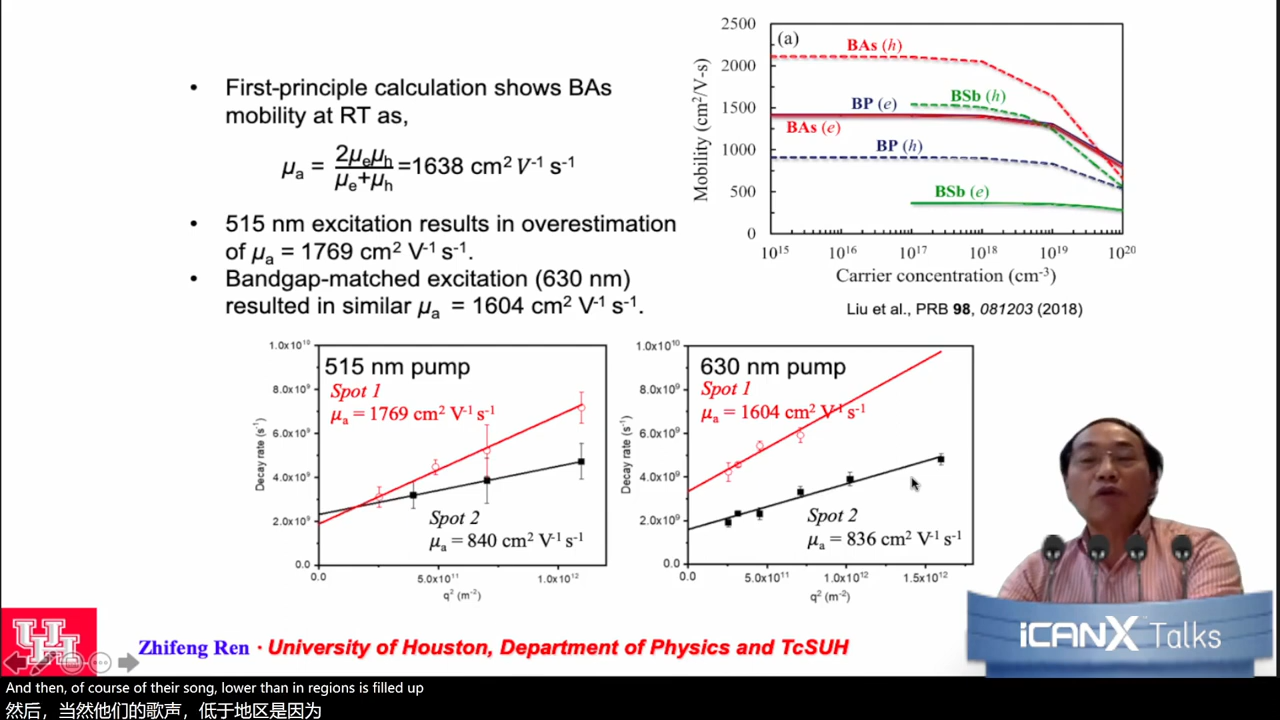 • First-principle calculation shows BAs
mobility at RT as,
μa = 2μeμh / μe+μh =1638 cm² V⁻¹ s⁻¹
• 515 nm excitation results in overestimation
of μa = 1769 cm² V⁻¹ s⁻¹.
• Bandgap-matched excitation (630 nm)
resulted in similar μa = 1604 cm² V⁻¹ s⁻¹.
(a)
BAs (h)
BSb (h)
BP (e)
BAs (e)
BP (h)
BSb (e)
Mobility (cm²/V-s)
2500
2000
1500
1000
500
0
10¹⁵ 10¹⁶ 10¹⁷ 10¹⁸ 10¹⁹ 10²⁰
Carrier concentration (cm⁻³)
Liu et al., PRB 98, 081203 (2018)
515 nm pump
Spot 1
μa = 1769 cm² V⁻¹ s⁻¹
Spot 2
μa = 840 cm² V⁻¹ s⁻¹
Decay rate (s⁻¹)
1.0x10¹⁰
8.0x10⁹
6.0x10⁹
4.0x10⁹
2.0x10⁹
0.0
0.0 5.0x10¹¹ 1.0x10¹²
q² (m⁻²)
630 nm pump
Spot 1
μa = 1604 cm² V⁻¹ s⁻¹
Spot 2
μa = 836 cm² V⁻¹ s⁻¹
Decay rate (s⁻¹)
1.0x10¹⁰
8.0x10⁹
6.0x10⁹
4.0x10⁹
2.0x10⁹
0.0
0.0 5.0x10¹¹ 1.0x10¹² 1.5x10¹²
q² (m⁻²)
iCANX Talks
UH
Zhifeng Ren · University of Houston, Department of Physics and TcSUH
And then, of course of their song, lower than in regions is filled up
然后，当然他们的歌声，低于地区是因为